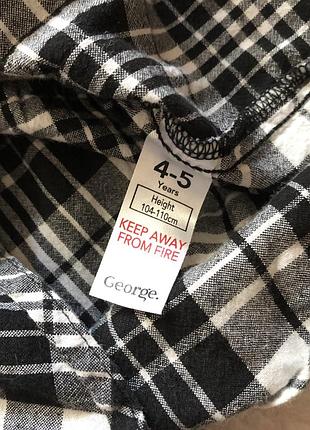 4-5
Years
Height
104-110cm
KEEP AWAY
FROM FIRE
George.